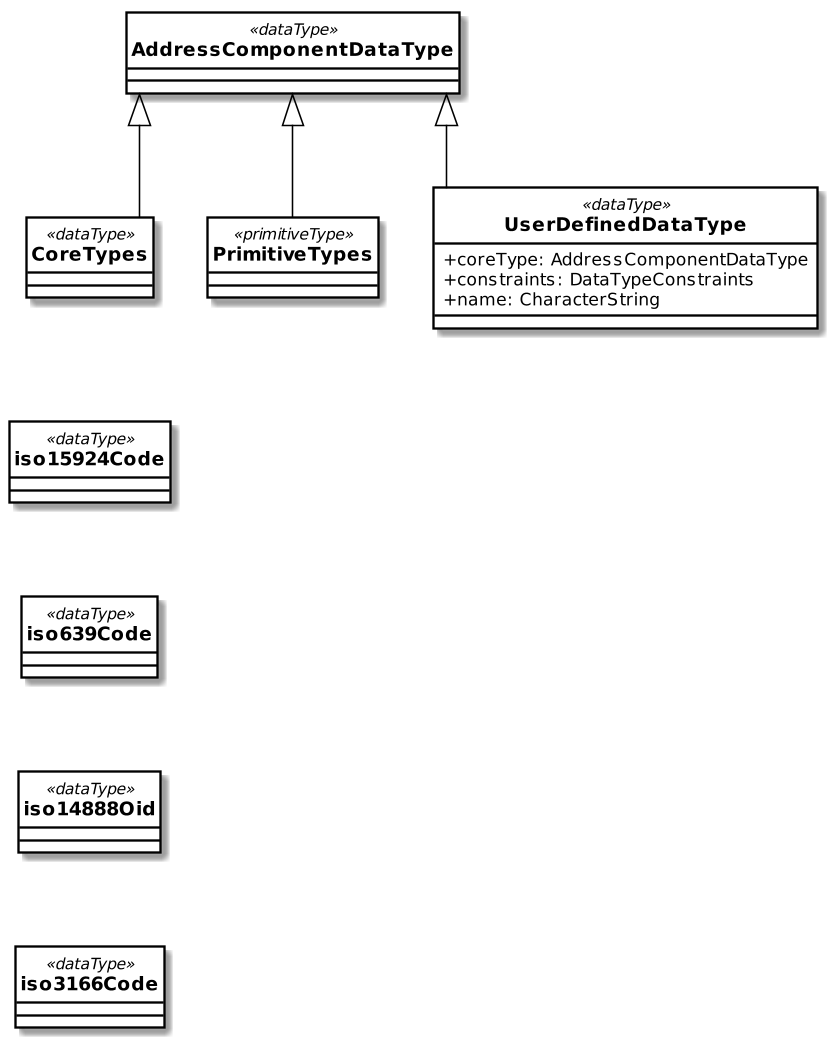 «dataType»
AddressComponentDataType
«dataType»
CoreTypes
«primitiveType»
PrimitiveTypes
«dataType»
UserDefinedDataType
+coreType: AddressComponentDataType
+constraints: DataTypeConstraints
+name: CharacterString
«dataType»
iso15924Code
«dataType»
iso639Code
«dataType»
iso14888Oid
«dataType»
iso3166Code